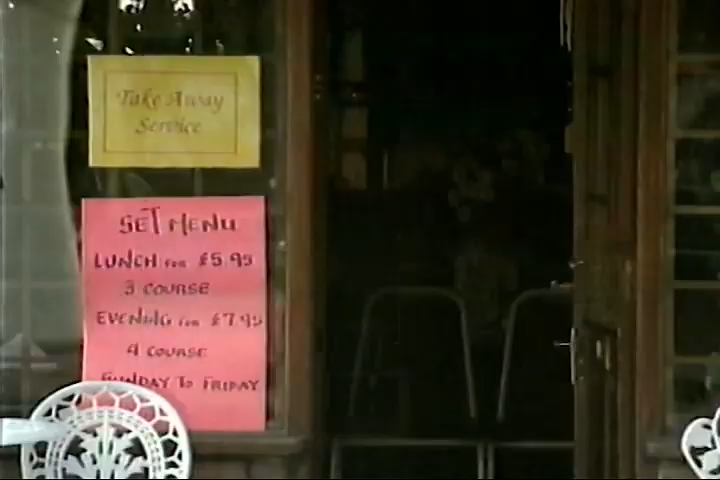 Take Away
Service
SET MENU
LUNCH FOR £5.95
3 COURSE
EVENING FOR £7.95
4 COURSE
SUNDAY TO FRIDAY